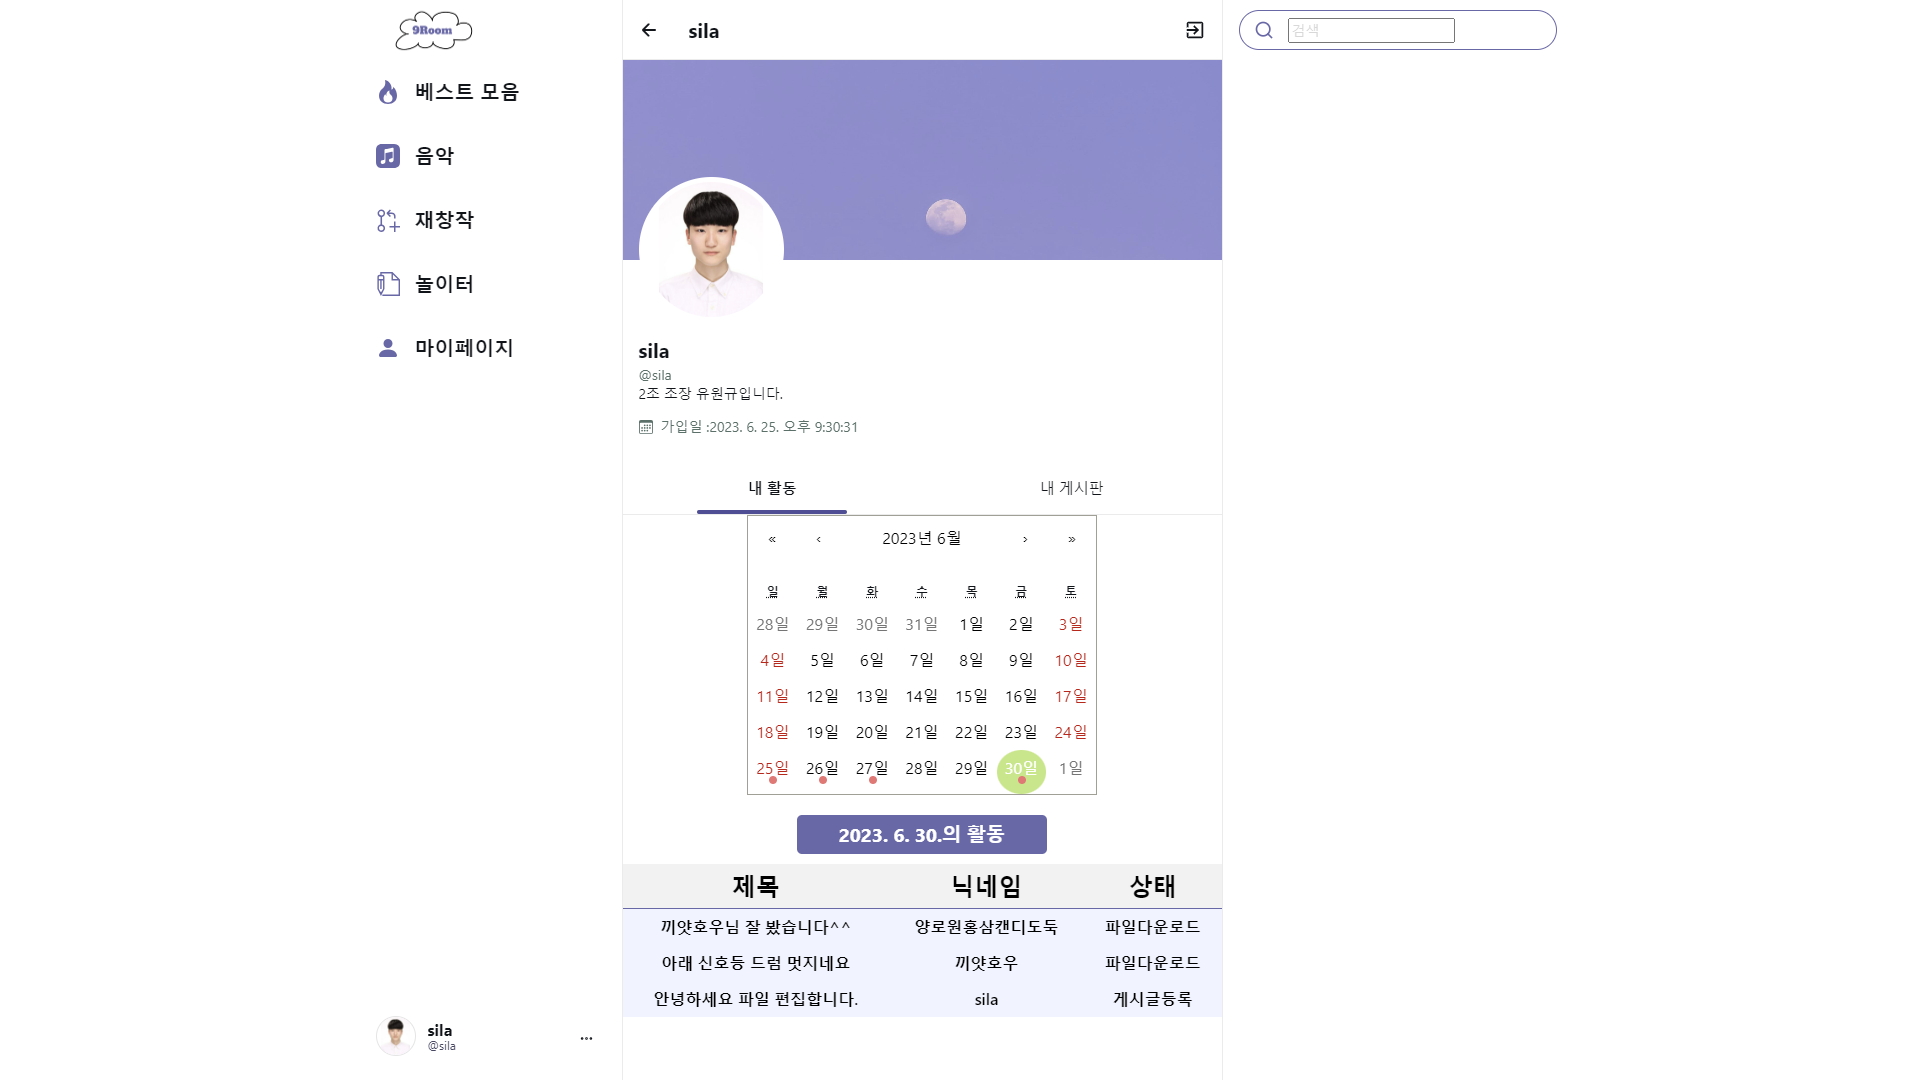 9Room
베스트 모음
음악
재창작
놀이터
마이페이지
sila
@sila
...
sila
sila
@sila
2조 조장 유원규입니다.
가입일 :2023. 6. 25. 오후 9:30:31
내 활동 내 게시판
« ‹ 2023년 6월 › »
일 월 화 수 목 금 토
28일 29일 30일 31일 1일 2일 3일
4일 5일 6일 7일 8일 9일 10일
11일 12일 13일 14일 15일 16일 17일
18일 19일 20일 21일 22일 23일 24일
25일 26일 27일 28일 29일 30일 1일
2023. 6. 30.의 활동
제목 닉네임 상태
끼얏호우님 잘 봤습니다^^ 양로원홍삼캔디도둑 파일다운로드
아래 신호등 드럼 멋지네요 끼얏호우 파일다운로드
안녕하세요 파일 편집합니다. sila 게시글등록
검색